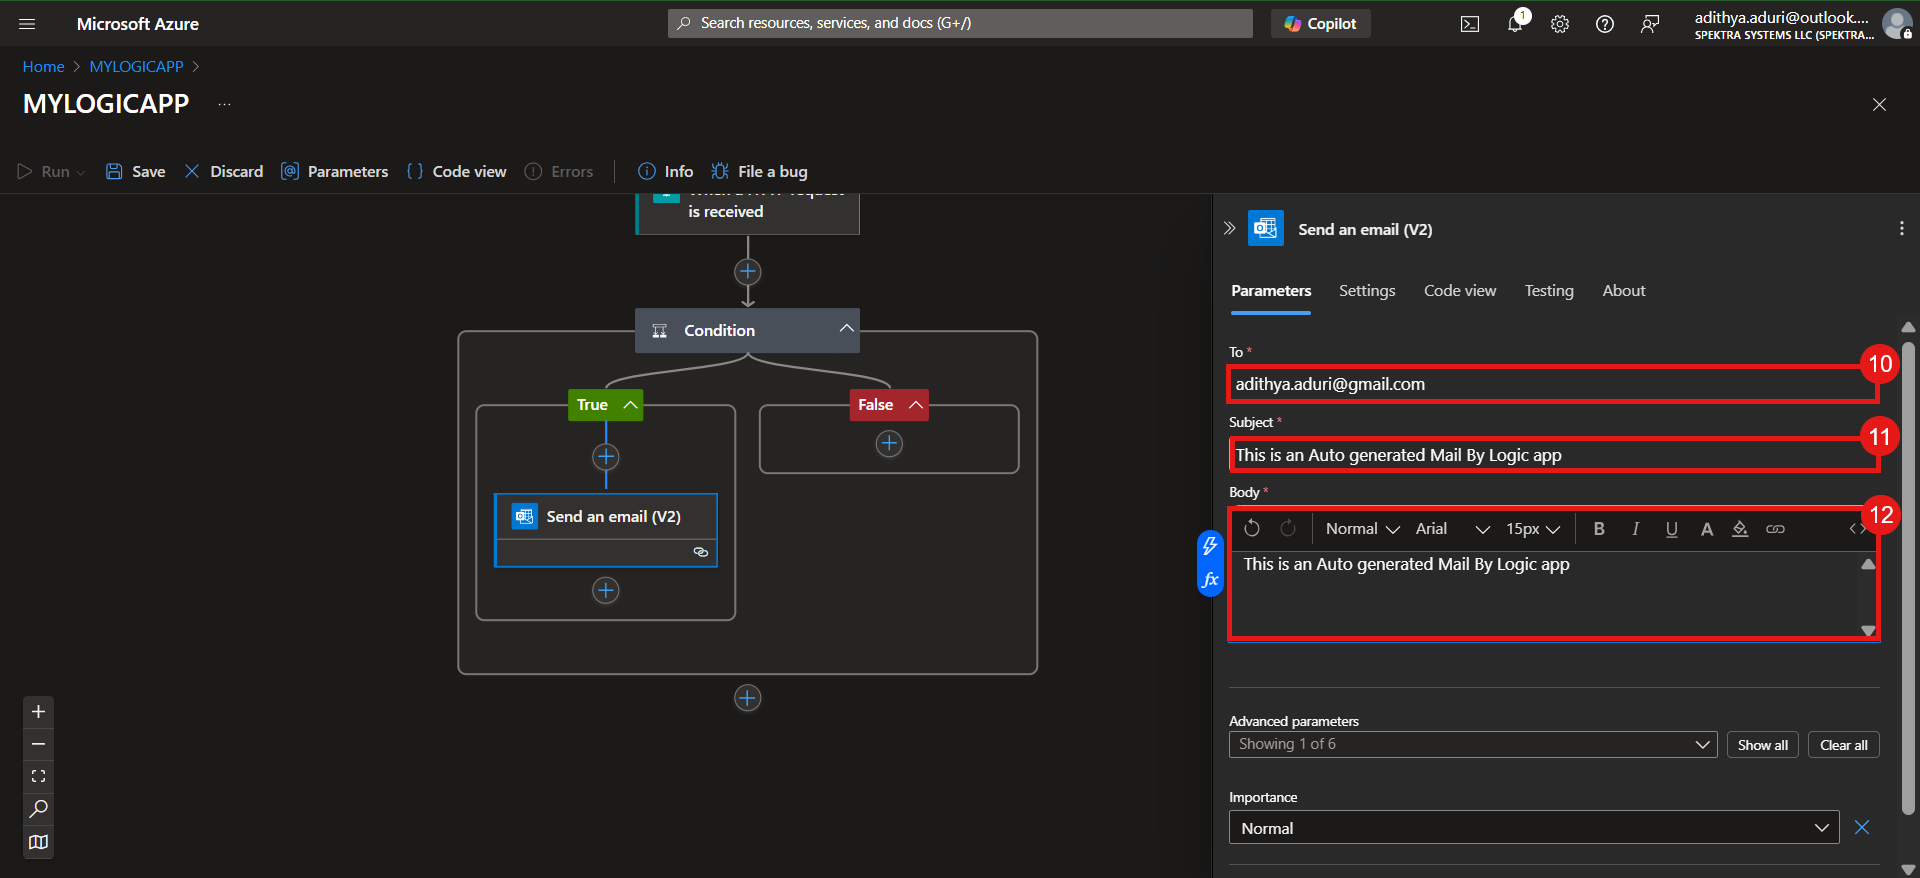 Microsoft Azure
Search resources, services, and docs (G+/)
Copilot
1
adithya.aduri@outlook....
SPEKTRA SYSTEMS LLC (SPEKTRA...
Home > MYLOGICAPP >
MYLOGICAPP ...
Run
Save
Discard
Parameters
Code view
Errors
Info
File a bug
is received
Condition
True
False
Send an email (V2)
Send an email (V2)
Parameters
Settings
Code view
Testing
About
To *
10
adithya.aduri@gmail.com
Subject *
11
This is an Auto generated Mail By Logic app
Body *
12
Normal
Arial
15px
B I U A
This is an Auto generated Mail By Logic app
fx
Advanced parameters
Showing 1 of 6
Show all
Clear all
Importance
Normal